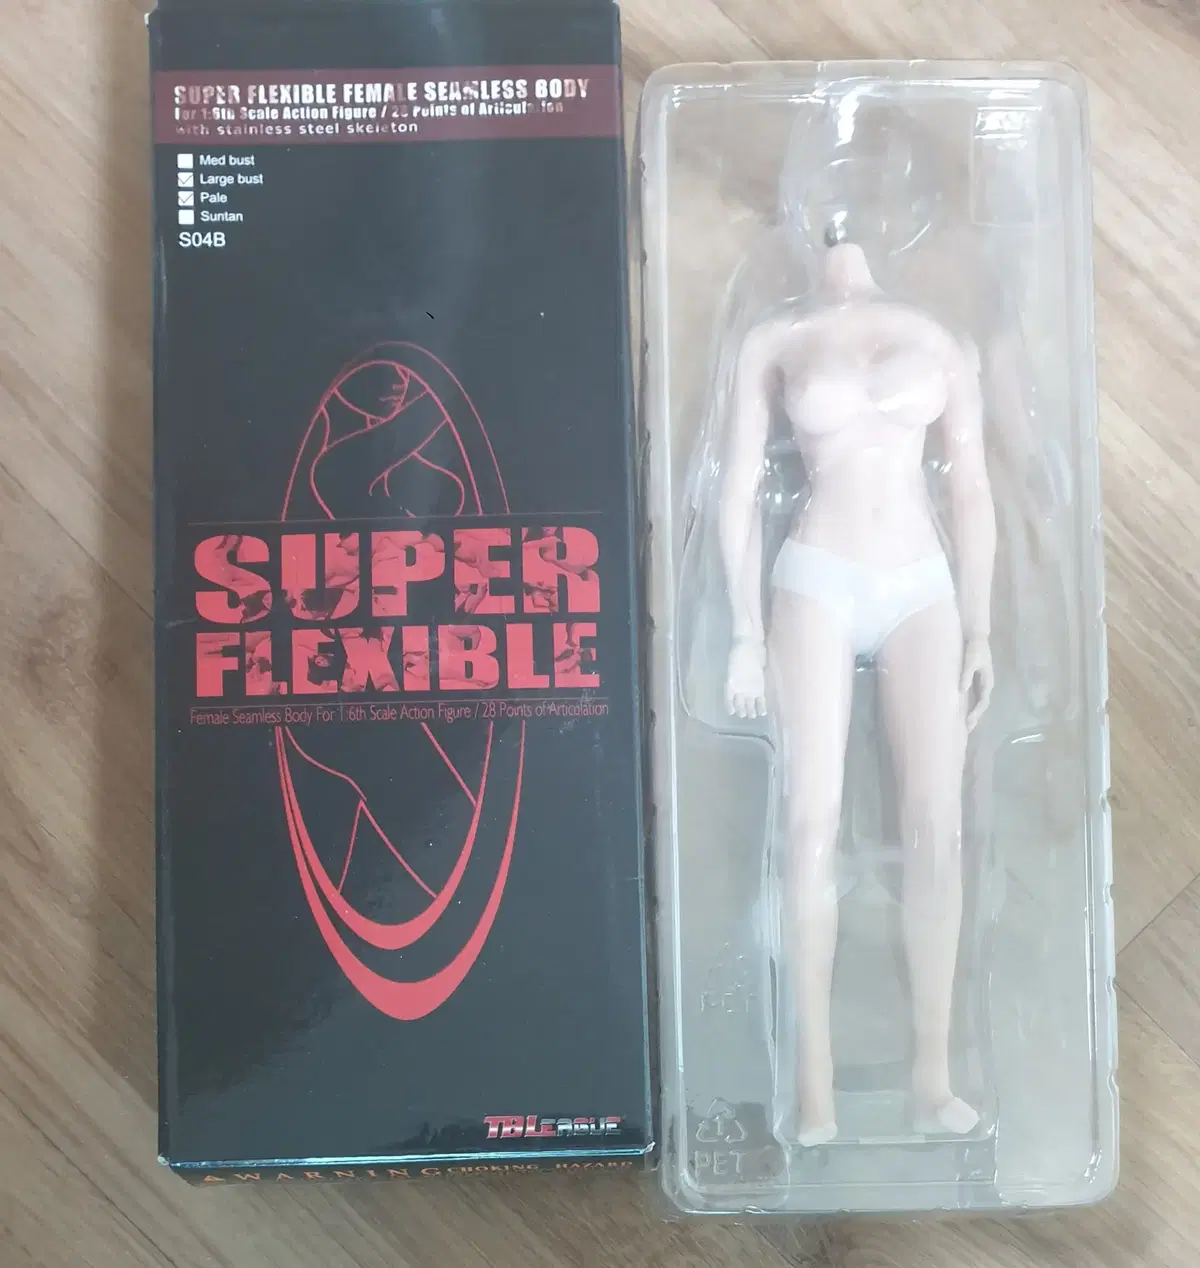 SUPER FLEXIBLE FEMALE SEAMLESS BODY
For 1:6th Scale Action Figure / 28 Points of Articulation
with stainless steel skeleton
Med bust
Large bust
Pale
Suntan
S04B
SUPER
FLEXIBLE
Female Seamless Body For 1:6th Scale Action Figure / 28 Points of Articulation
TBLEAGUE
WARNING CHOKING HAZARD
PET
PET